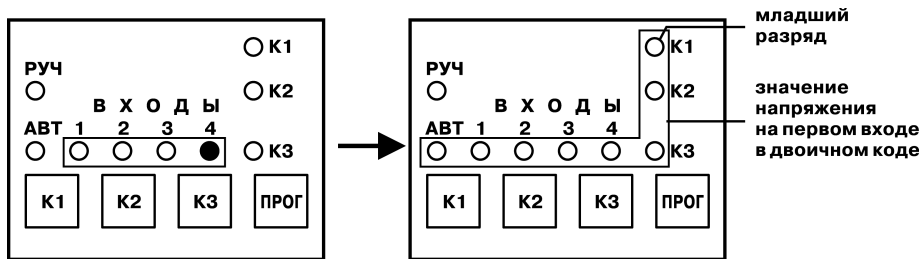 К1
РУЧ
К2
В Х О Д Ы
АВТ 1 2 3 4
К3
К1 К2 К3 ПРОГ
К1
РУЧ
К2
В Х О Д Ы
АВТ 1 2 3 4
К3
К1 К2 К3 ПРОГ
младший
разряд
значение
напряжения
на первом входе
в двоичном коде